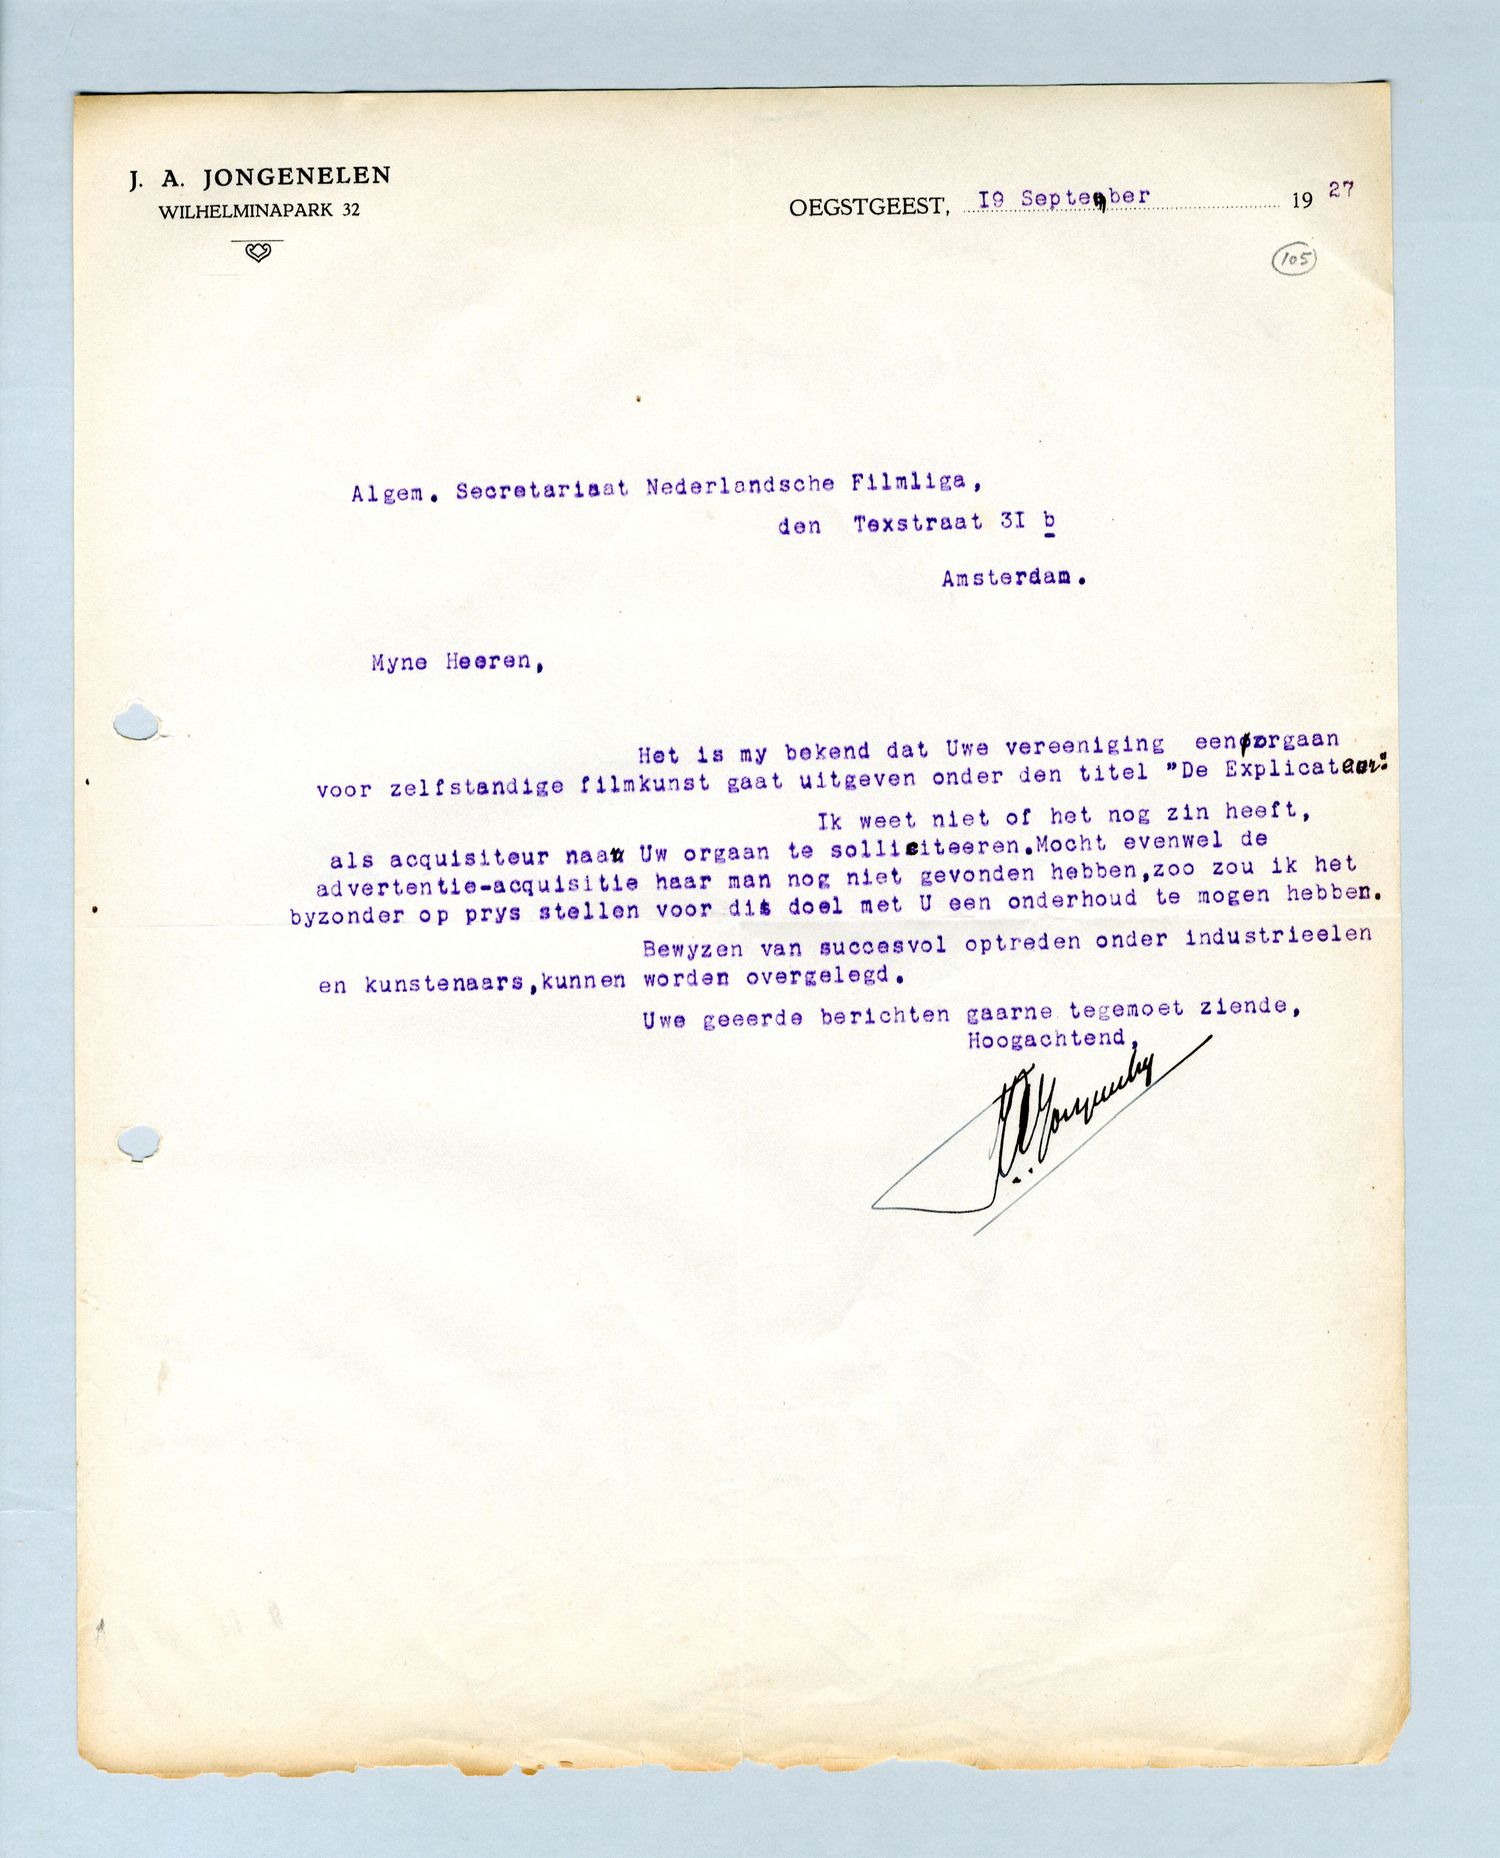 J. A. JONGENELEN
WILHELMINAPARK 32
OEGSTGEEST, I9 September 19 27
105
Algem. Secretariaat Nederlandsche Filmliga,
den Texstraat 3I b
Amsterdam.
Myne Heeren,
Het is my bekend dat Uwe vereeniging een orgaan
voor zelfstandige filmkunst gaat uitgeven onder den titel "De Explicateur."
Ik weet niet of het nog zin heeft,
als acquisiteur naar Uw orgaan te solliciteeren.Mocht evenwel de
advertentie-acquisitie haar man nog niet gevonden hebben,zoo zou ik het
byzonder op prys stellen voor dit doel met U een onderhoud te mogen hebben.
Bewyzen van succesvol optreden onder industrieelen
en kunstenaars,kunnen worden overgelegd.
Uwe geeerde berichten gaarne tegemoet ziende,
Hoogachtend,